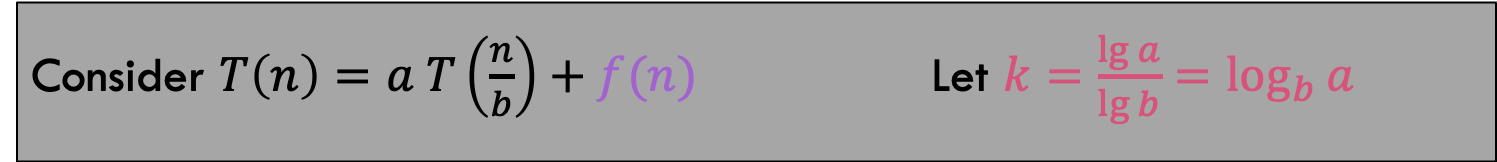 Consider T(n) = a T(n/b) + f(n) Let k = lg a / lg b = log_b a